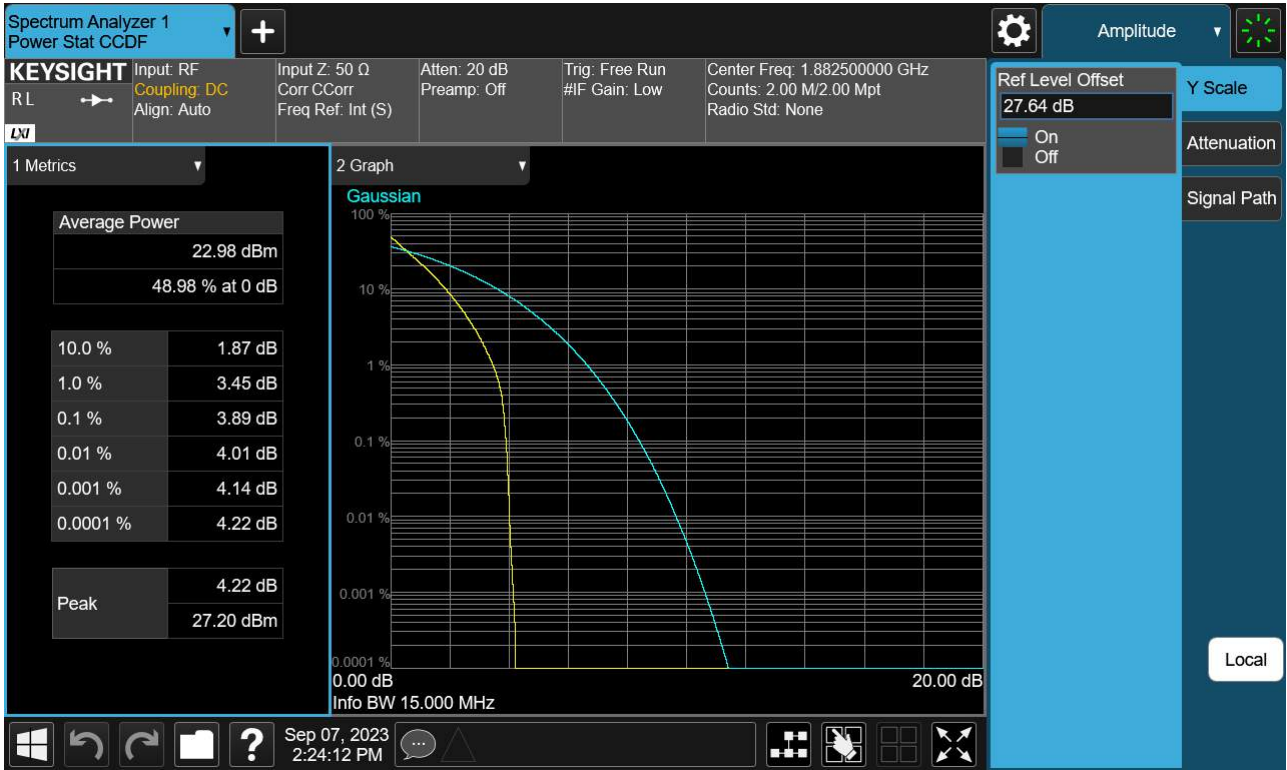 Spectrum Analyzer 1
Power Stat CCDF
+
Amplitude
KEYSIGHT
RL
LXI
Input: RF
Coupling: DC
Align: Auto
Input Z: 50 Ω
Corr CCorr
Freq Ref: Int (S)
Atten: 20 dB
Preamp: Off
Trig: Free Run
#IF Gain: Low
Center Freq: 1.882500000 GHz
Counts: 2.00 M/2.00 Mpt
Radio Std: None
Ref Level Offset
27.64 dB
On
Off
Y Scale
Attenuation
Signal Path
Local
1 Metrics
Average Power
22.98 dBm
48.98 % at 0 dB
10.0 % 1.87 dB
1.0 % 3.45 dB
0.1 % 3.89 dB
0.01 % 4.01 dB
0.001 % 4.14 dB
0.0001 % 4.22 dB
Peak
4.22 dB
27.20 dBm
2 Graph
Gaussian
100 %
10 %
1 %
0.1 %
0.01 %
0.001 %
0.0001 %
0.00 dB 20.00 dB
Info BW 15.000 MHz
?
Sep 07, 2023
2:24:12 PM